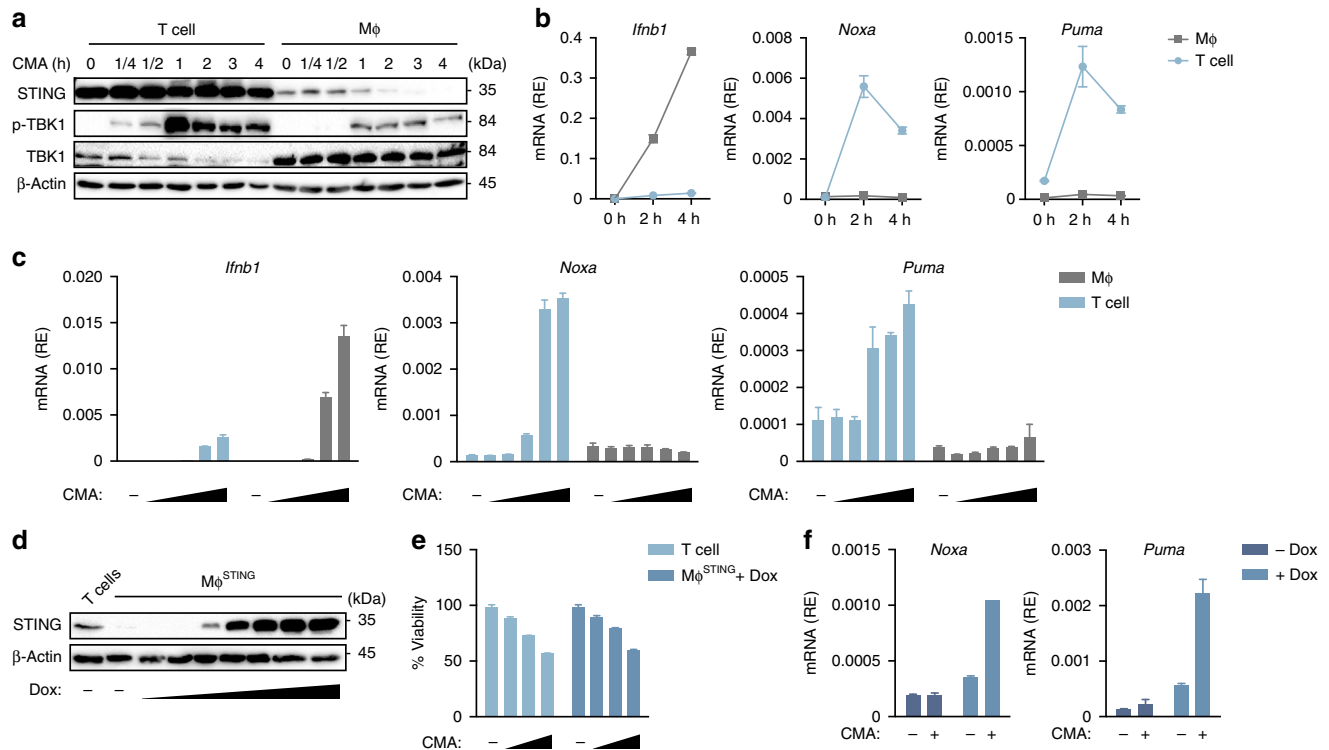 a
T cell
Mϕ
CMA (h) 0 1/4 1/2 1 2 3 4 0 1/4 1/2 1 2 3 4 (kDa)
STING 35
p-TBK1 84
TBK1 84
β-Actin 45
b
Ifnb1
mRNA (RE)
0.4
0.3
0.2
0.1
0
0 h 2 h 4 h
Noxa
mRNA (RE)
0.008
0.006
0.004
0.002
0
0 h 2 h 4 h
Puma
mRNA (RE)
0.0015
0.0010
0.0005
0
0 h 2 h 4 h
Mϕ
T cell
c
Ifnb1
mRNA (RE)
0.020
0.015
0.010
0.005
0
CMA: – –
Noxa
mRNA (RE)
0.004
0.003
0.002
0.001
0
CMA: – –
Puma
mRNA (RE)
0.0005
0.0004
0.0003
0.0002
0.0001
0
CMA: – –
Mϕ
T cell
d
T cells
MϕSTING
(kDa)
STING 35
β-Actin 45
Dox: – –
e
% Viability
150
100
50
0
CMA: – –
T cell
MϕSTING + Dox
f
Noxa
mRNA (RE)
0.0015
0.0010
0.0005
0
CMA: – + – +
Puma
mRNA (RE)
0.003
0.002
0.001
0
CMA: – + – +
– Dox
+ Dox